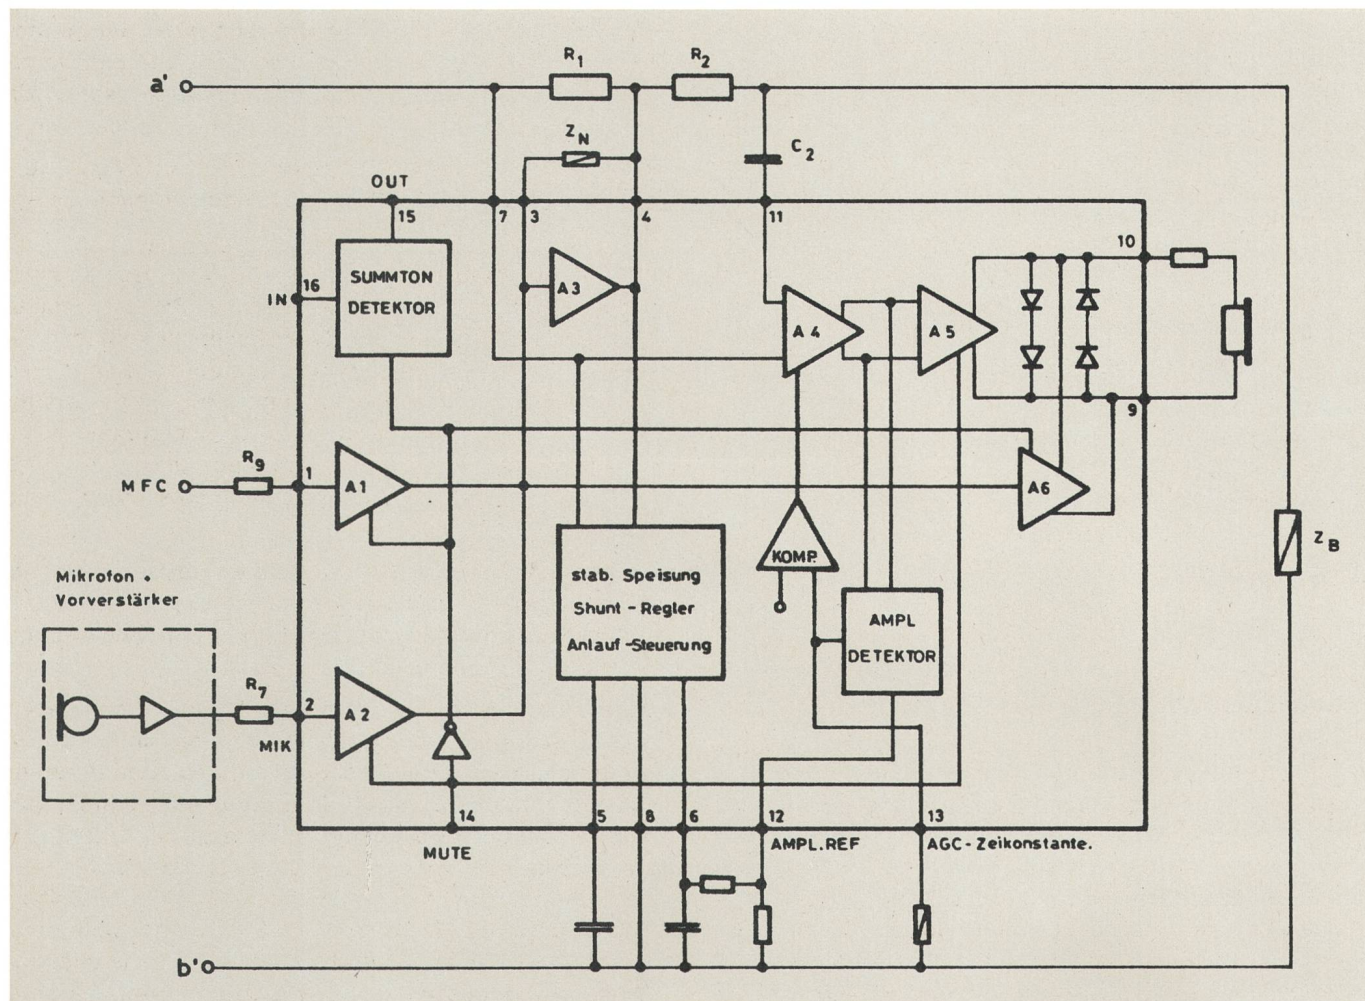 R1
R2
a'
ZN
C2
OUT
15
7
3
4
11
10
SUMMTON
DETEKTOR
16
IN
A3
A4
A5
9
R9
MFC
1
A1
A6
ZB
KOMP.
Mikrofon +
Vorverstärker
stab. Speisung
Shunt - Regler
Anlauf - Steuerung
AMPL
DETEKTOR
R7
2
A2
MIK
14
5
8
6
12
13
MUTE
AMPL.REF
AGC - Zeikonstante.
b'